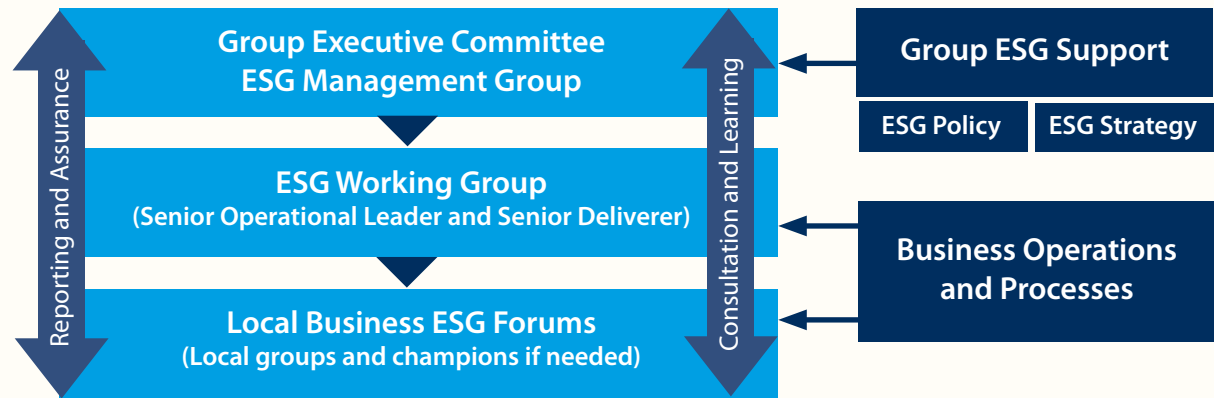 Reporting and Assurance
Group Executive Committee
ESG Management Group
ESG Working Group
(Senior Operational Leader and Senior Deliverer)
Local Business ESG Forums
(Local groups and champions if needed)
Consultation and Learning
Group ESG Support
ESG Policy
ESG Strategy
Business Operations
and Processes